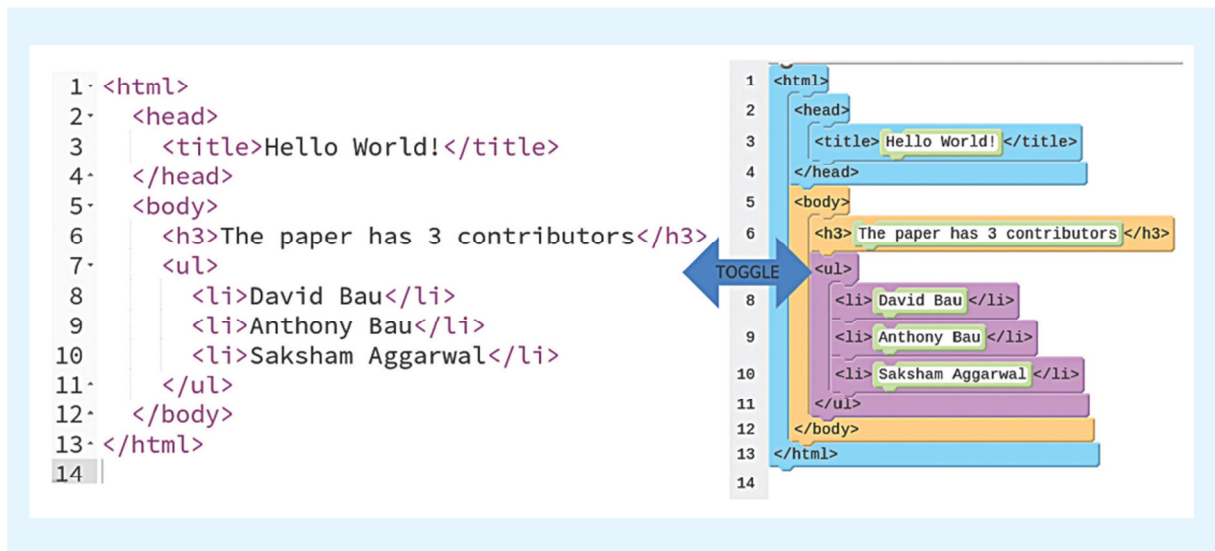 1 <html>
2 <head>
3 <title>Hello World!</title>
4 </head>
5 <body>
6 <h3>The paper has 3 contributors</h3>
7 <ul>
8 <li>David Bau</li>
9 <li>Anthony Bau</li>
10 <li>Saksham Aggarwal</li>
11 </ul>
12 </body>
13 </html>
14
TOGGLE
1 <html>
2 <head>
3 <title> Hello World! </title>
4 </head>
5 <body>
6 <h3> The paper has 3 contributors </h3>
<ul>
8 <li> David Bau </li>
9 <li> Anthony Bau </li>
10 <li> Saksham Aggarwal </li>
11 </ul>
12 </body>
13 </html>
14